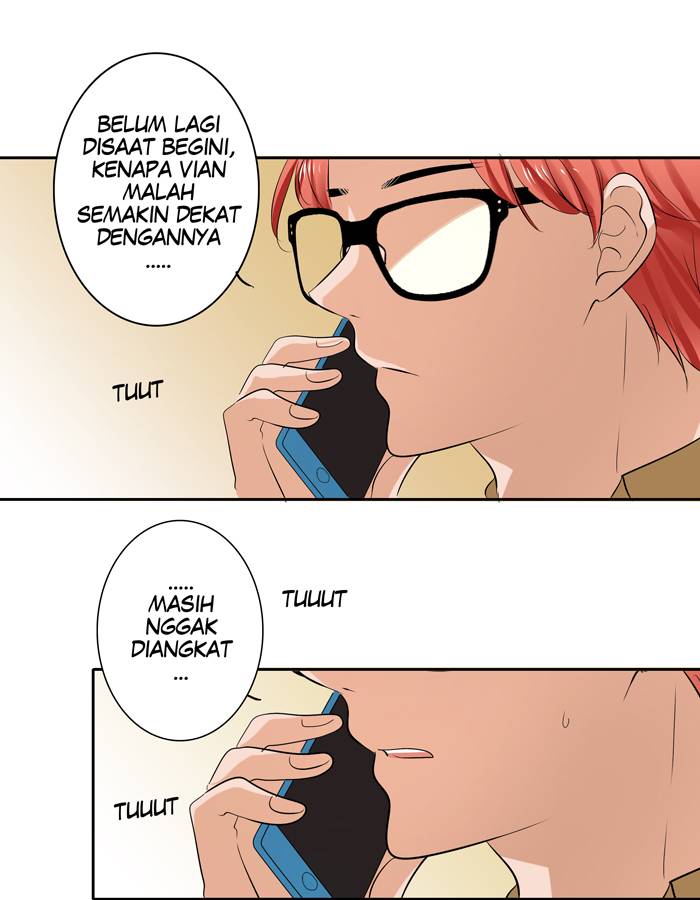 BELUM LAGI
DISAAT BEGINI,
KENAPA VIAN
MALAH
SEMAKIN DEKAT
DENGANNYA
.....
TUUT
.....
MASIH
NGGAK
DIANGKAT
...
TUUUT
TUUUT